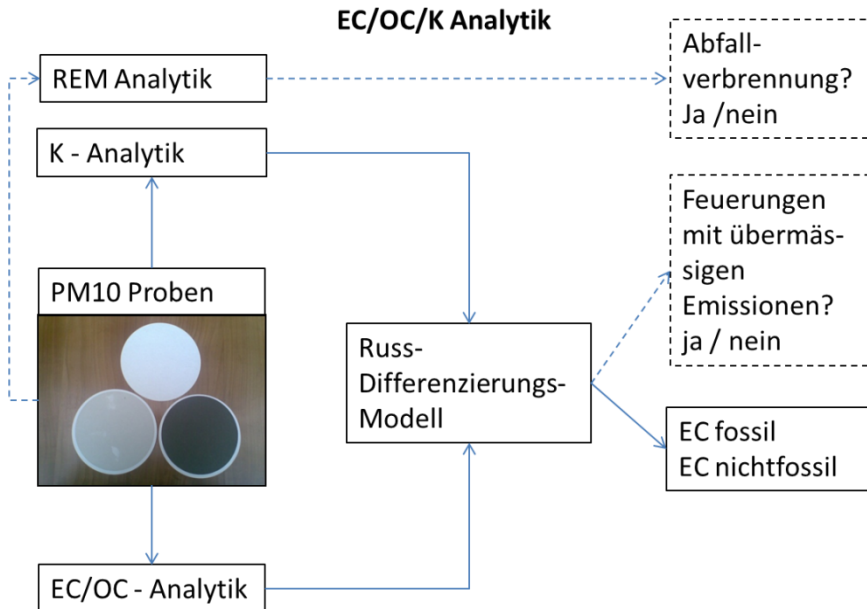 EC/OC/K Analytik
REM Analytik
Abfall-
verbrennung?
Ja /nein
K - Analytik
Feuerungen
mit übermäs-
sigen
Emissionen?
ja / nein
PM10 Proben
Russ-
Differenzierungs-
Modell
EC fossil
EC nichtfossil
EC/OC - Analytik